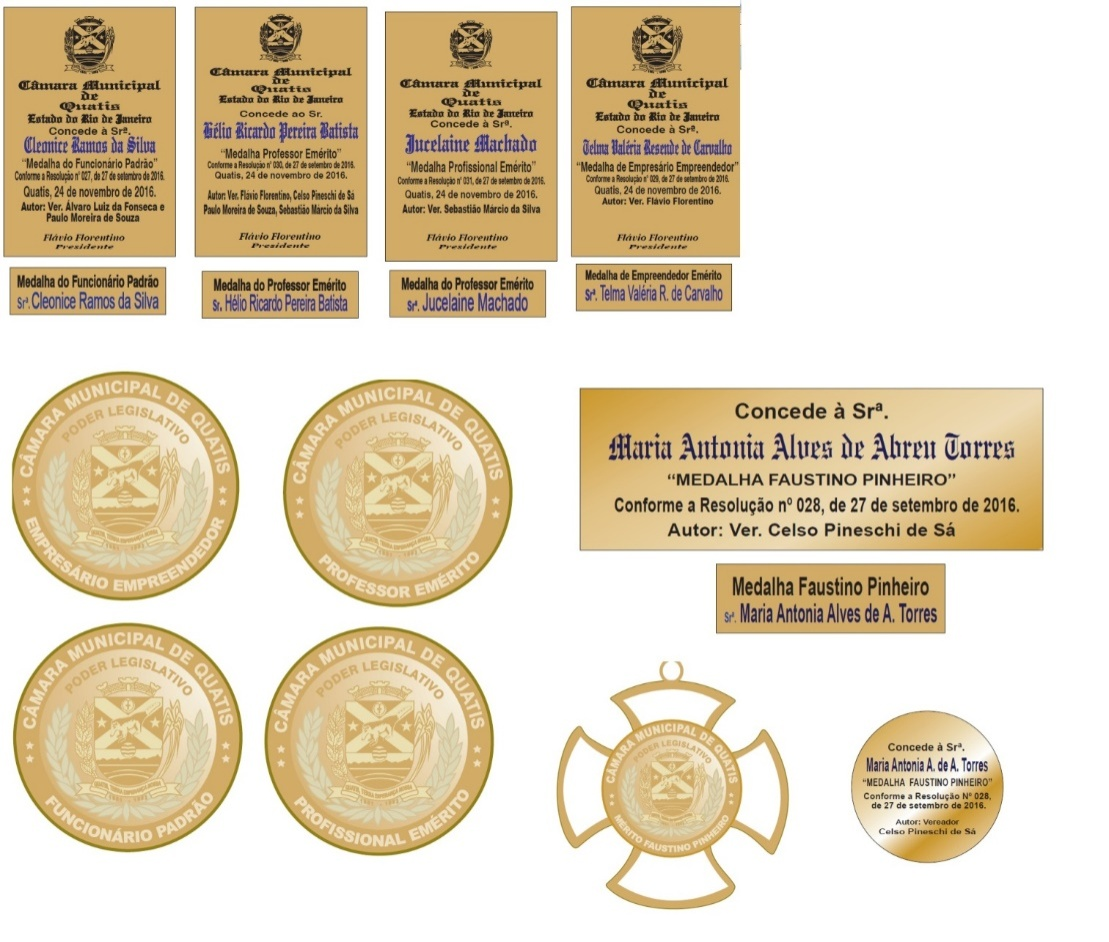 Câmara Municipal
de
Quatis
Estado do Rio de Janeiro
Concede à Srª.
Cleonice Ramos da Silva
“Medalha do Funcionário Padrão”
Conforme a Resolução nº 027, de 27 de setembro de 2016.
Quatis, 24 de novembro de 2016.
Autor: Ver. Álvaro Luiz da Fonseca e
Paulo Moreira de Souza
Flávio Florentino
Presidente
Câmara Municipal
de
Quatis
Estado do Rio de Janeiro
Concede ao Sr.
Hélio Ricardo Pereira Batista
“Medalha Professor Emérito”
Conforme a Resolução nº 030, de 27 de setembro de 2016.
Quatis, 24 de novembro de 2016.
Autor: Ver. Flávio Florentino, Celso Pineschi de Sá
Paulo Moreira de Souza, Sebastião Márcio da Silva
Flávio Florentino
Presidente
Câmara Municipal
de
Quatis
Estado do Rio de Janeiro
Concede à Srª.
Jucelaine Machado
“Medalha Profissional Emérito”
Conforme a Resolução nº 031, de 27 de setembro de 2016.
Quatis, 24 de novembro de 2016.
Autor: Ver. Sebastião Márcio da Silva
Flávio Florentino
Presidente
Câmara Municipal
de
Quatis
Estado do Rio de Janeiro
Concede à Srª.
Telma Valéria Resende de Carvalho
“Medalha de Empresário Empreendedor”
Conforme a Resolução nº 029, de 27 de setembro de 2016.
Quatis, 24 de novembro de 2016.
Autor: Ver. Flávio Florentino
Flávio Florentino
Presidente
Medalha do Funcionário Padrão
Srª. Cleonice Ramos da Silva
Medalha do Professor Emérito
Sr. Hélio Ricardo Pereira Batista
Medalha do Professor Emérito
Srª. Jucelaine Machado
Medalha de Empreendedor Emérito
Srª. Telma Valéria R. de Carvalho
CÂMARA MUNICIPAL DE QUATIS
PODER LEGISLATIVO
EMPRESÁRIO EMPREENDEDOR
CÂMARA MUNICIPAL DE QUATIS
PODER LEGISLATIVO
PROFESSOR EMÉRITO
Concede à Srª.
Maria Antonia Alves de Abreu Torres
“MEDALHA FAUSTINO PINHEIRO”
Conforme a Resolução nº 028, de 27 de setembro de 2016.
Autor: Ver. Celso Pineschi de Sá
Medalha Faustino Pinheiro
Srª. Maria Antonia Alves de A. Torres
CÂMARA MUNICIPAL DE QUATIS
PODER LEGISLATIVO
FUNCIONÁRIO PADRÃO
CÂMARA MUNICIPAL DE QUATIS
PODER LEGISLATIVO
PROFISSIONAL EMÉRITO
CÂMARA MUNICIPAL DE QUATIS
PODER LEGISLATIVO
MÉRITO FAUSTINO PINHEIRO
Concede à Srª.
Maria Antonia A. de A. Torres
“MEDALHA FAUSTINO PINHEIRO”
Conforme a Resolução Nº 028,
de 27 de setembro de 2016.
Autor: Vereador
Celso Pineschi de Sá